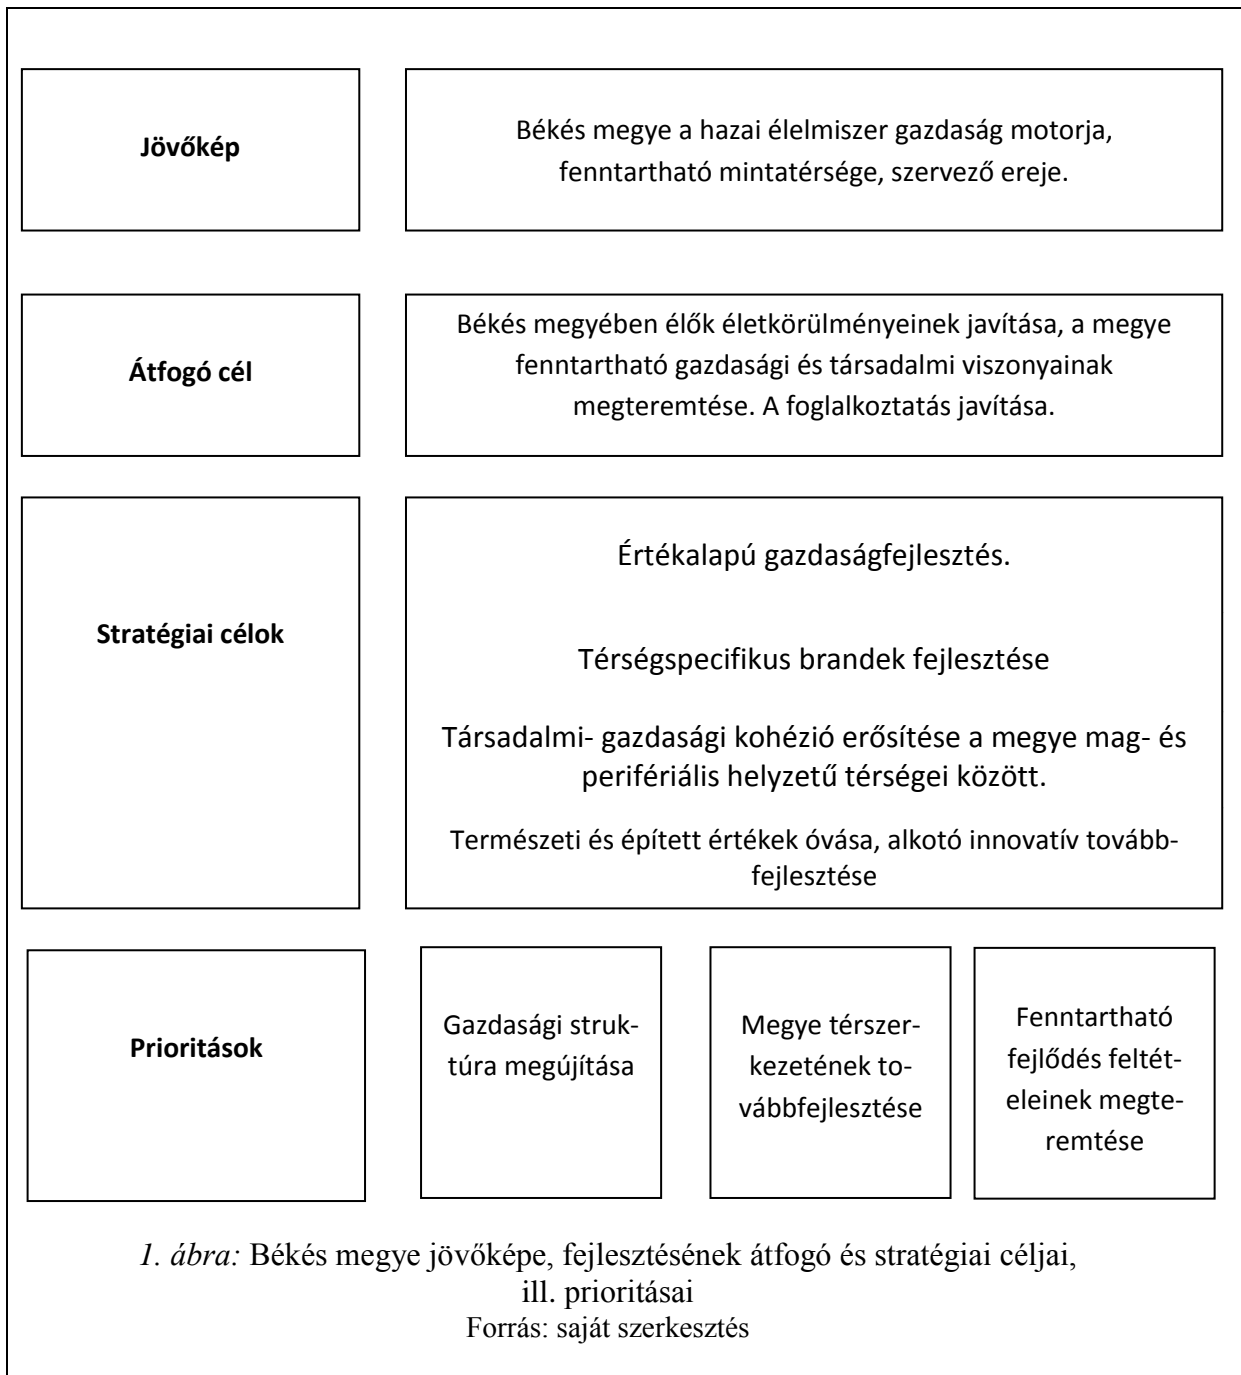 Jövőkép
Békés megye a hazai élelmiszer gazdaság motorja,
fenntartható mintatérsége, szervező ereje.
Átfogó cél
Békés megyében élők életkörülményeinek javítása, a megye
fenntartható gazdasági és társadalmi viszonyainak
megteremtése. A foglalkoztatás javítása.
Stratégiai célok
Értékalapú gazdaságfejlesztés.
Térségspecifikus brandek fejlesztése
Társadalmi- gazdasági kohézió erősítése a megye mag- és
perifériális helyzetű térségei között.
Természeti és épített értékek óvása, alkotó innovatív tovább-
fejlesztése
Prioritások
Gazdasági struk-
túra megújítása
Megye térszer-
kezetének to-
vábbfejlesztése
Fenntartható
fejlődés feltét-
eleinek megte-
remtése
1. ábra: Békés megye jövőképe, fejlesztésének átfogó és stratégiai céljai,
ill. prioritásai
Forrás: saját szerkesztés